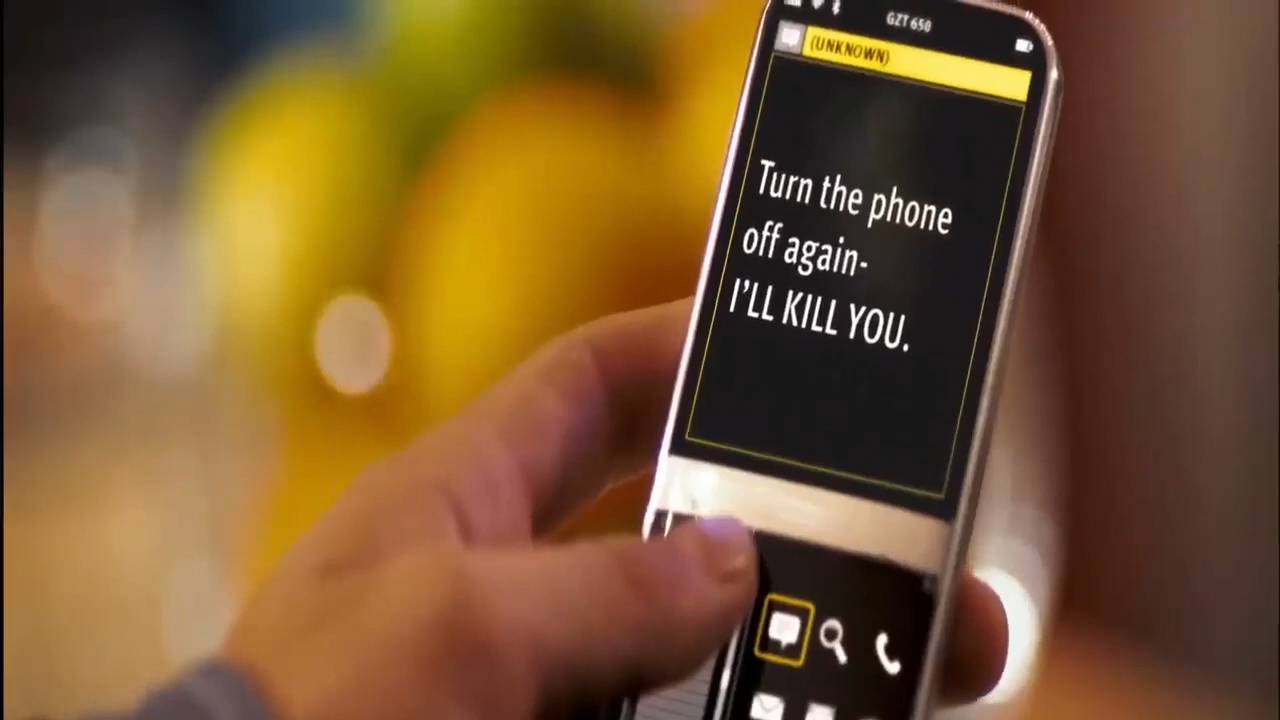 GZT 650
(UNKNOWN)
Turn the phone
off again-
I'LL KILL YOU.